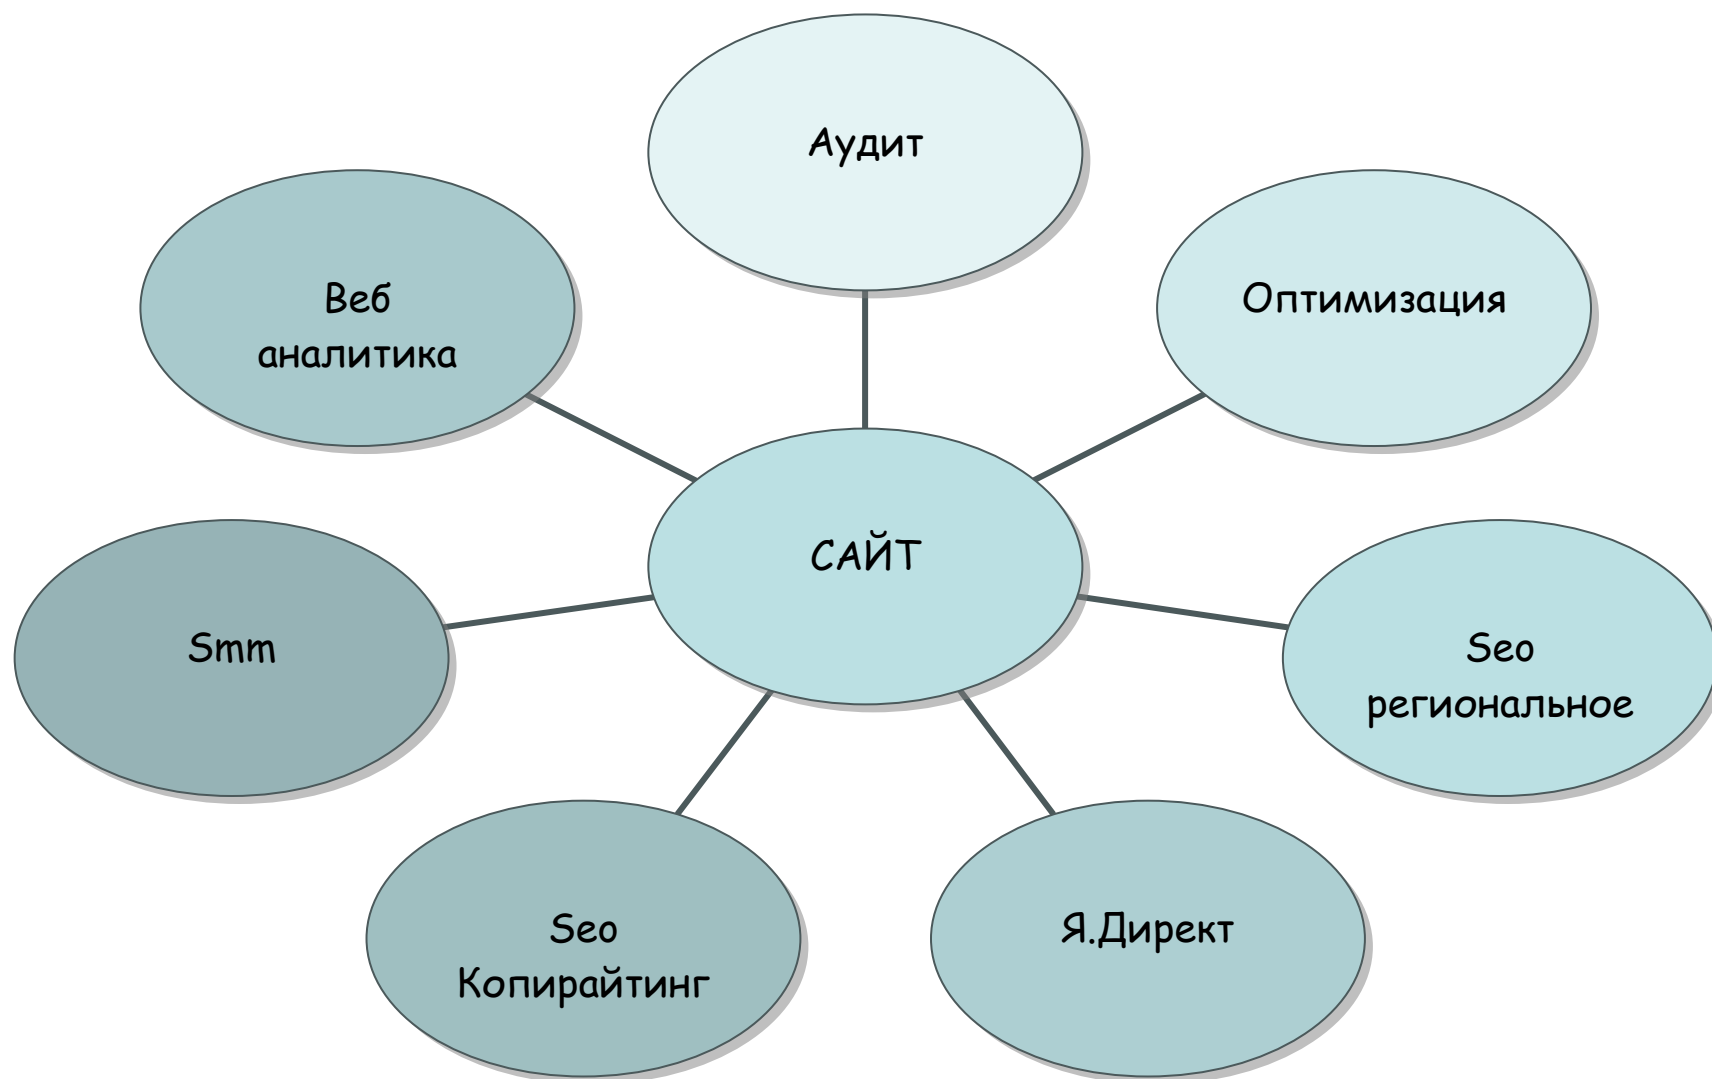 Аудит
Веб
аналитика
Оптимизация
САЙТ
Smm
Seo
региональное
Seo
Копирайтинг
Я.Директ